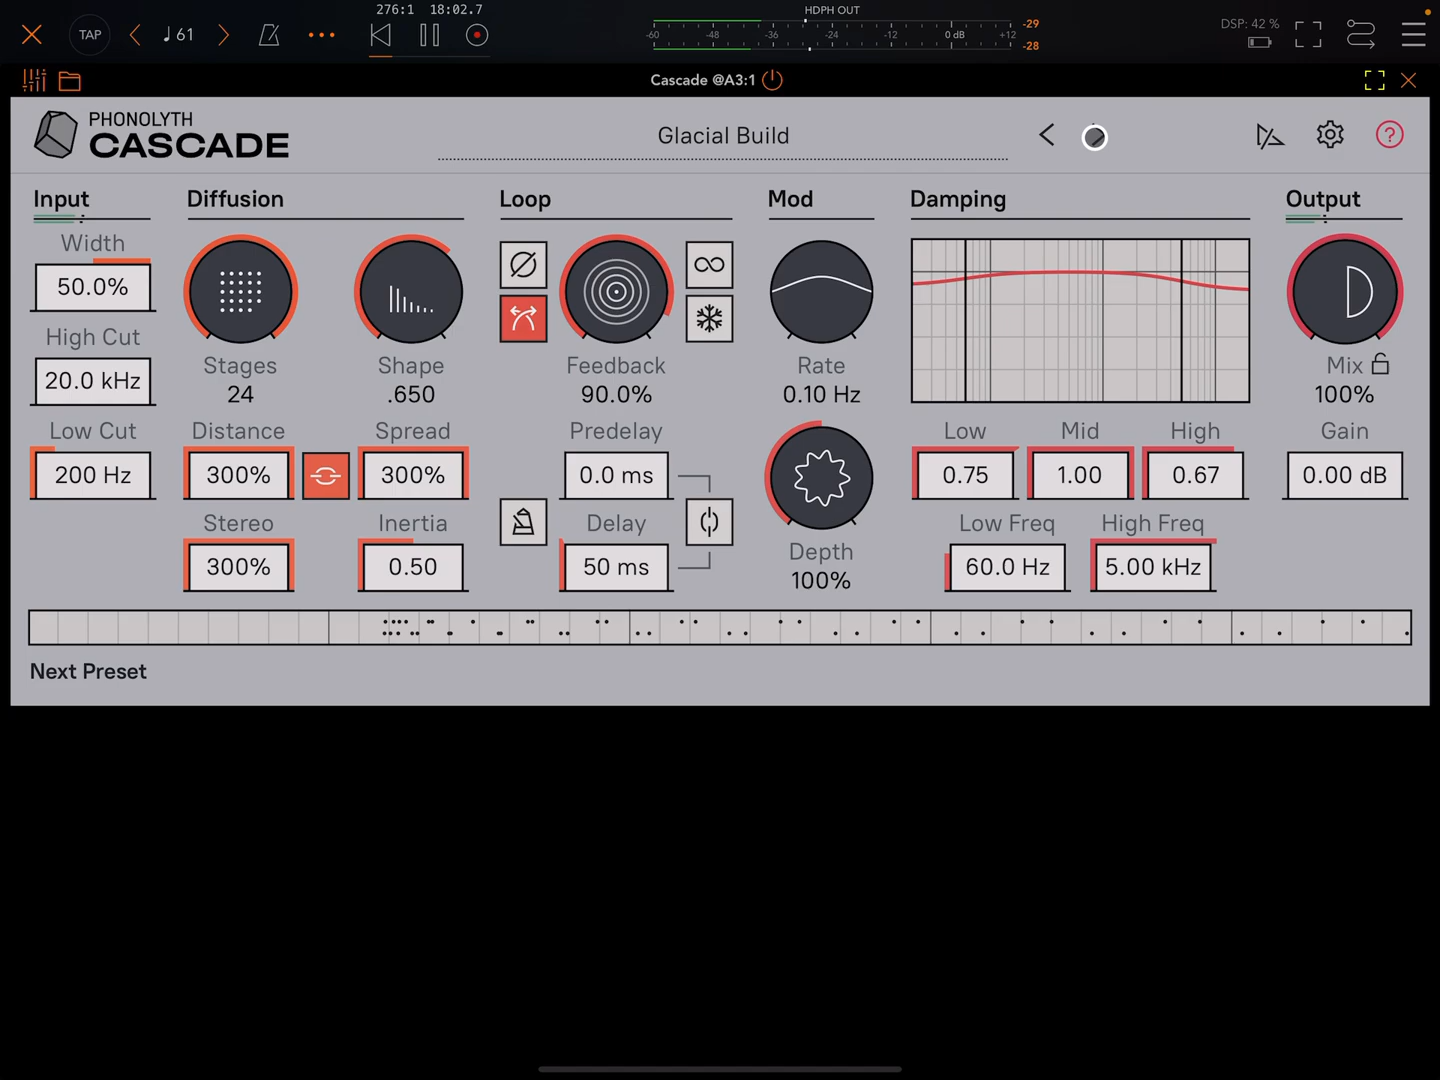 276:1 18:02.7
HDPH OUT
TAP
♩61
-60 -48 -36 -24 -12 0 dB +12
-29
-28
DSP: 42 %
Cascade @A3:1
PHONOLYTH
CASCADE
Glacial Build
?
Input
Diffusion
Loop
Mod
Damping
Output
Width
50.0%
High Cut
20.0 kHz
Low Cut
200 Hz
Stages
24
Shape
.650
Distance
300%
Spread
300%
Stereo
300%
Inertia
0.50
Feedback
90.0%
Predelay
0.0 ms
Delay
50 ms
Rate
0.10 Hz
Depth
100%
Low
0.75
Mid
1.00
High
0.67
Low Freq
60.0 Hz
High Freq
5.00 kHz
Mix
100%
Gain
0.00 dB
Next Preset